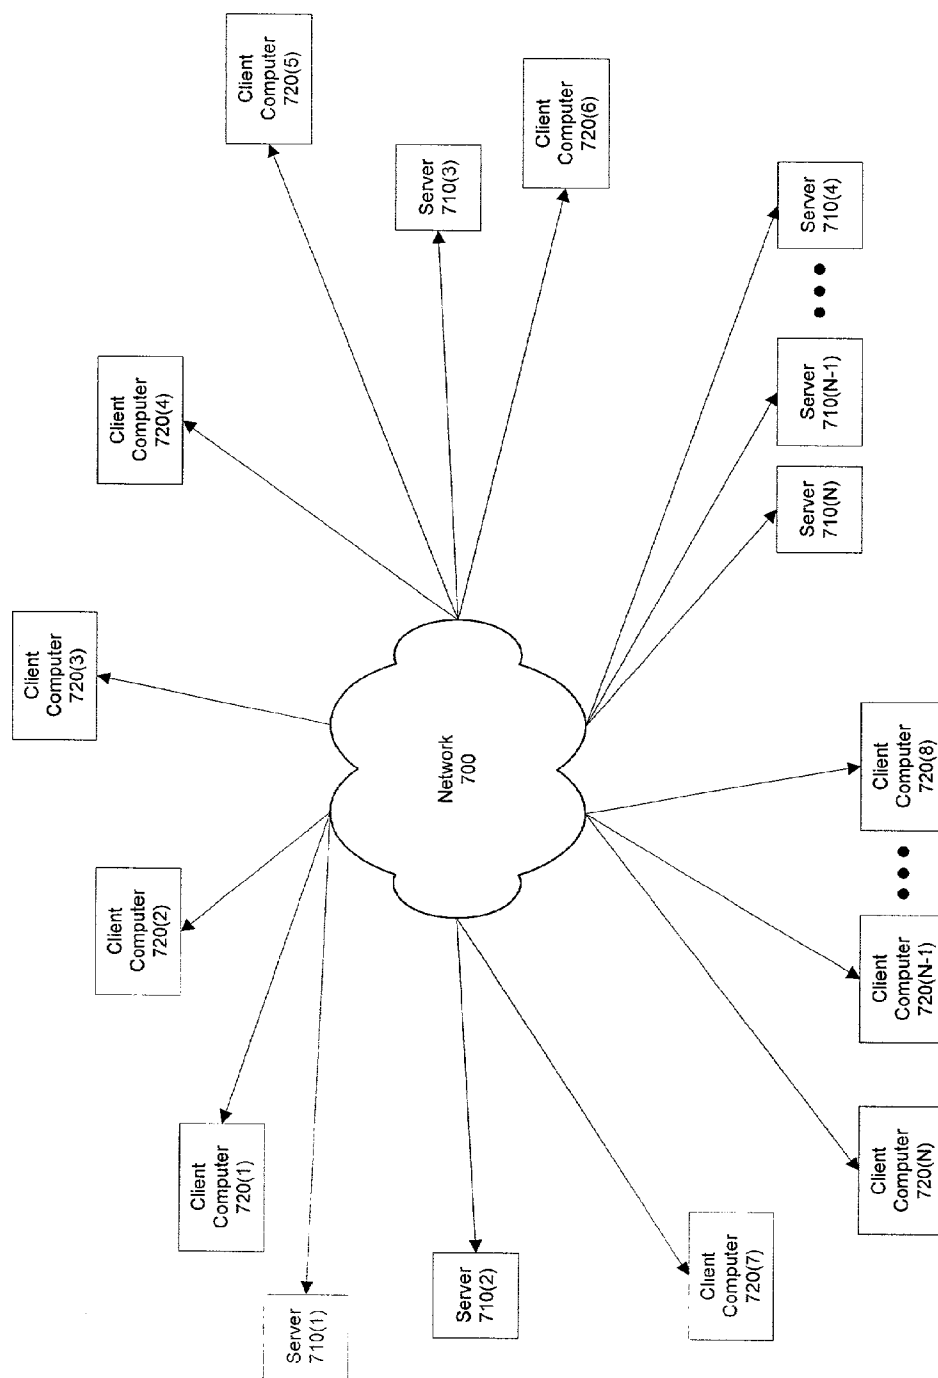 Client
Computer
720(3)
Client
Computer
720(2)
Client
Computer
720(4)
Client
Computer
720(1)
Client
Computer
720(5)
Server
710(1)
Server
710(3)
Network
700
Server
710(2)
Client
Computer
720(6)
Client
Computer
720(7)
Server
710(N)
Server
710(N-1)
Server
710(4)
Client
Computer
720(N)
Client
Computer
720(N-1)
Client
Computer
720(8)